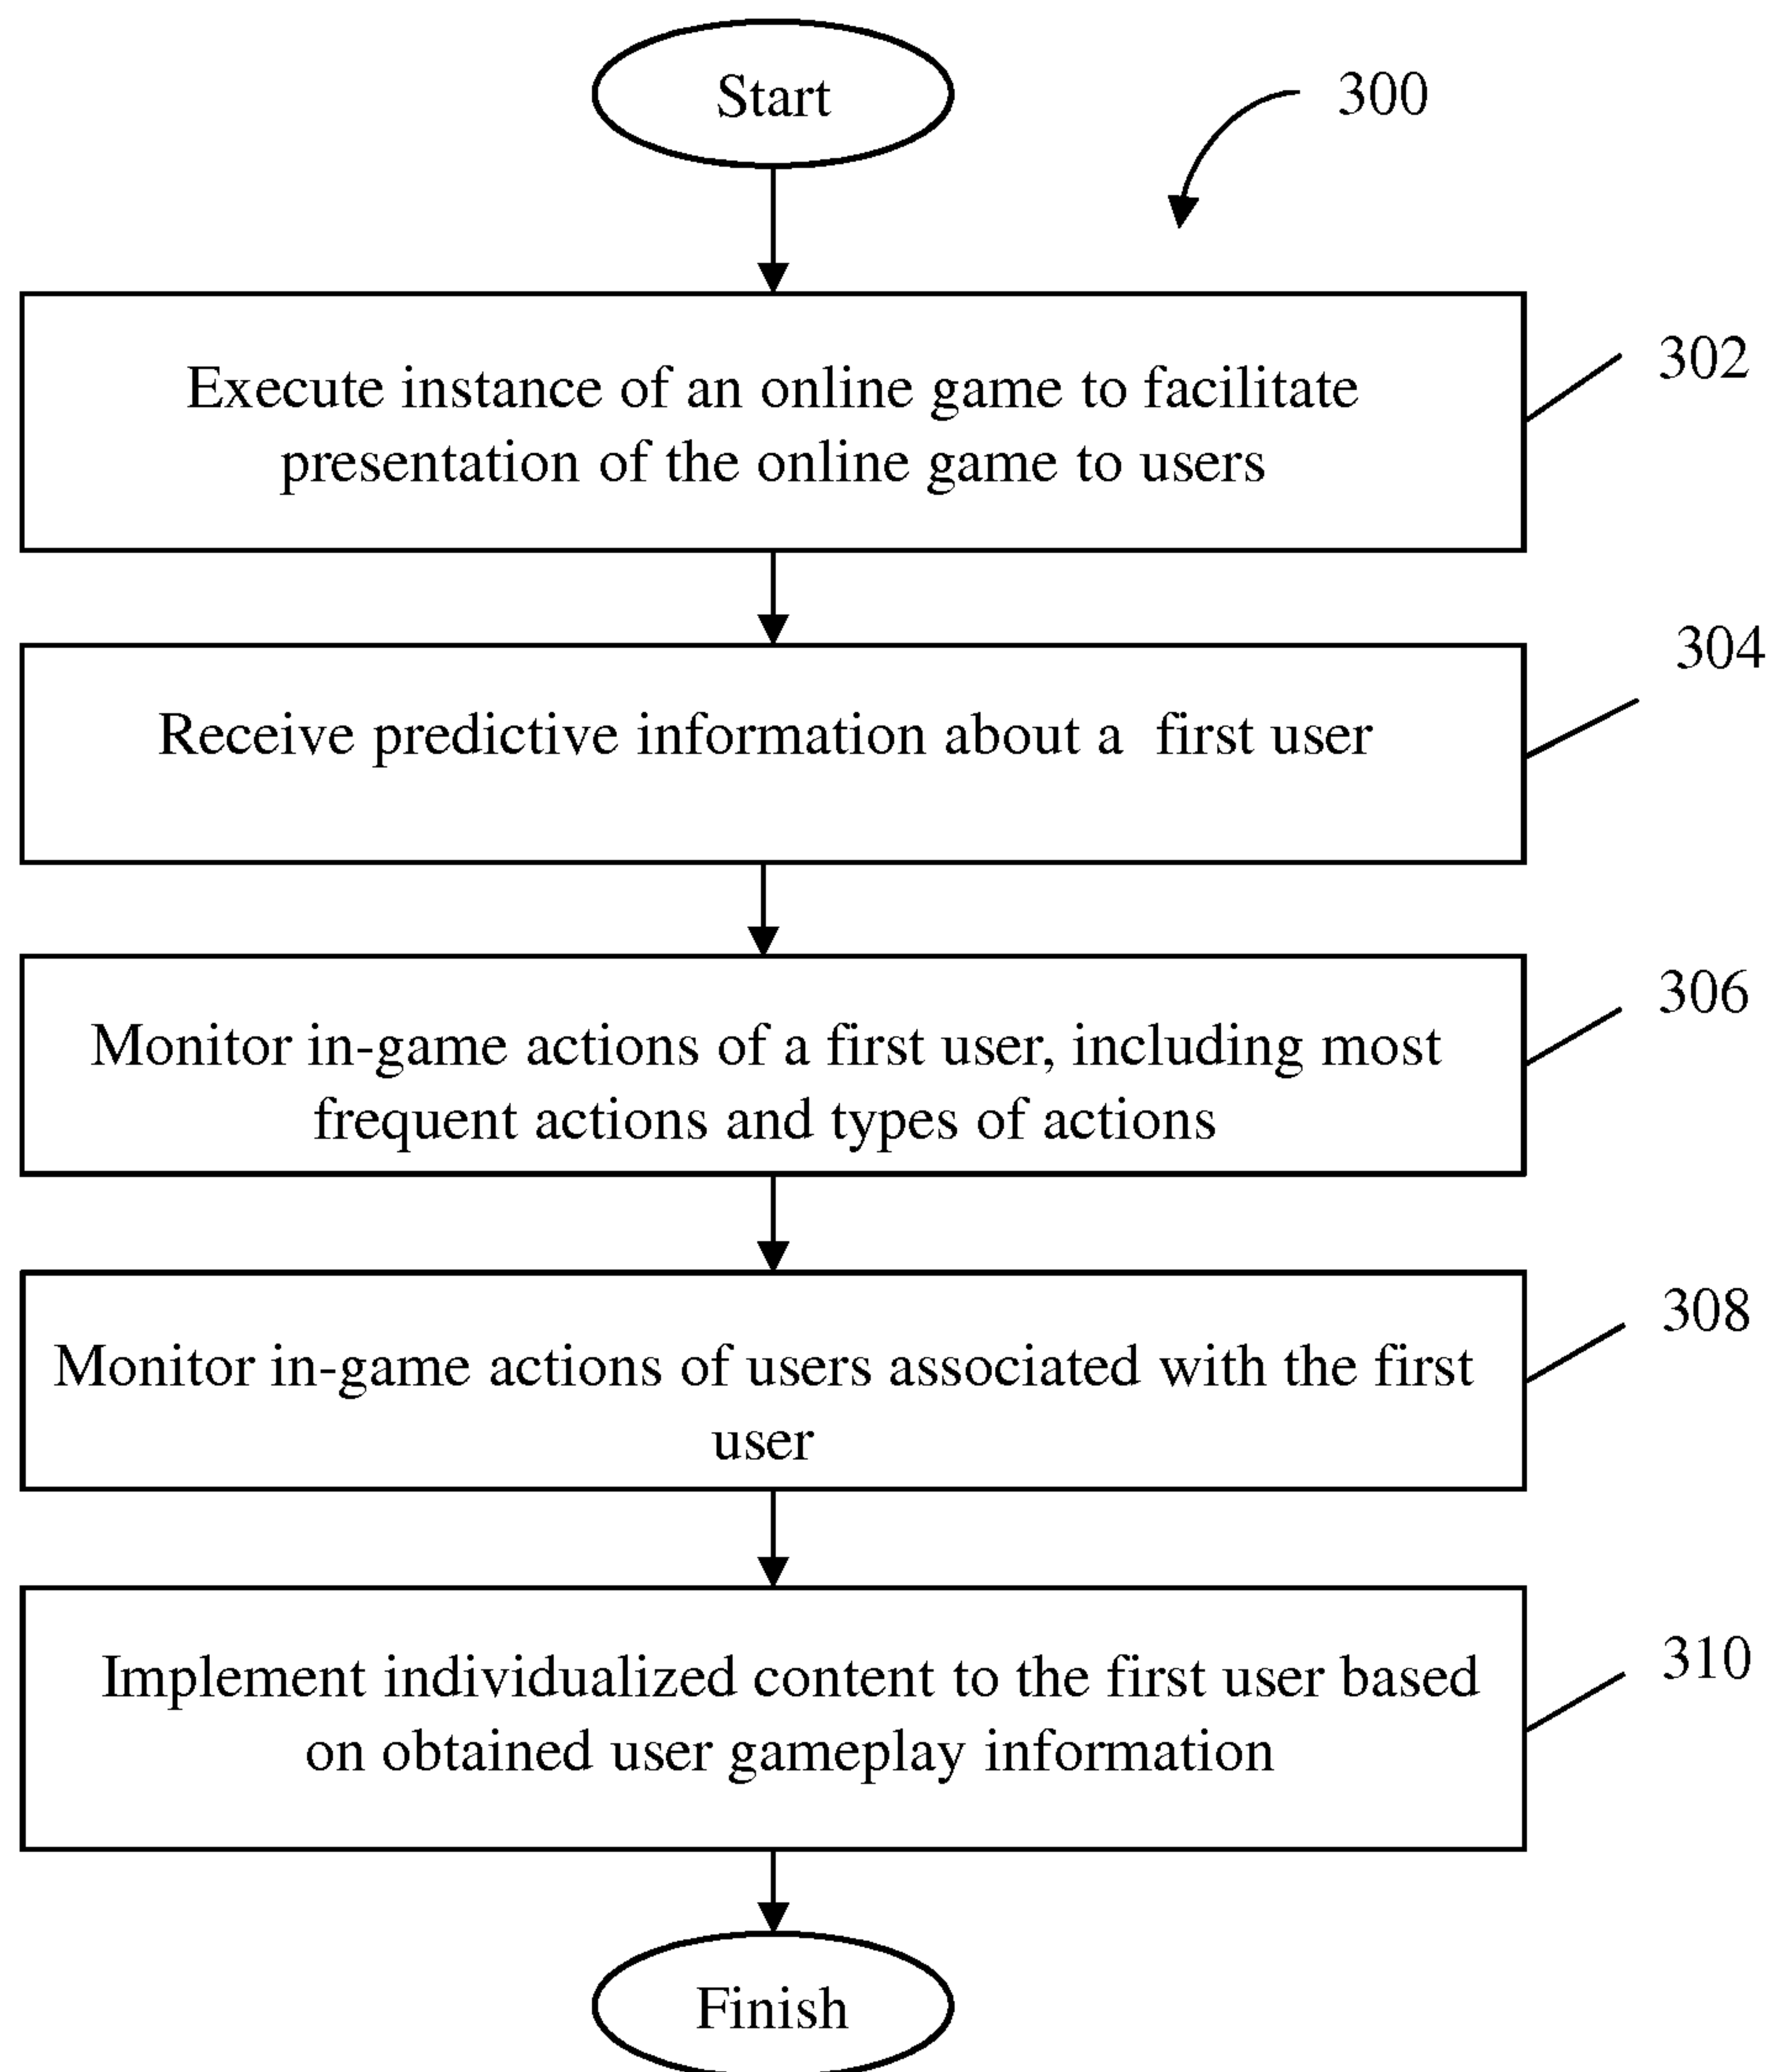 Start
300
Execute instance of an online game to facilitate
presentation of the online game to users
302
Receive predictive information about a first user
304
Monitor in-game actions of a first user, including most
frequent actions and types of actions
306
Monitor in-game actions of users associated with the first
user
308
Implement individualized content to the first user based
on obtained user gameplay information
310
Finish